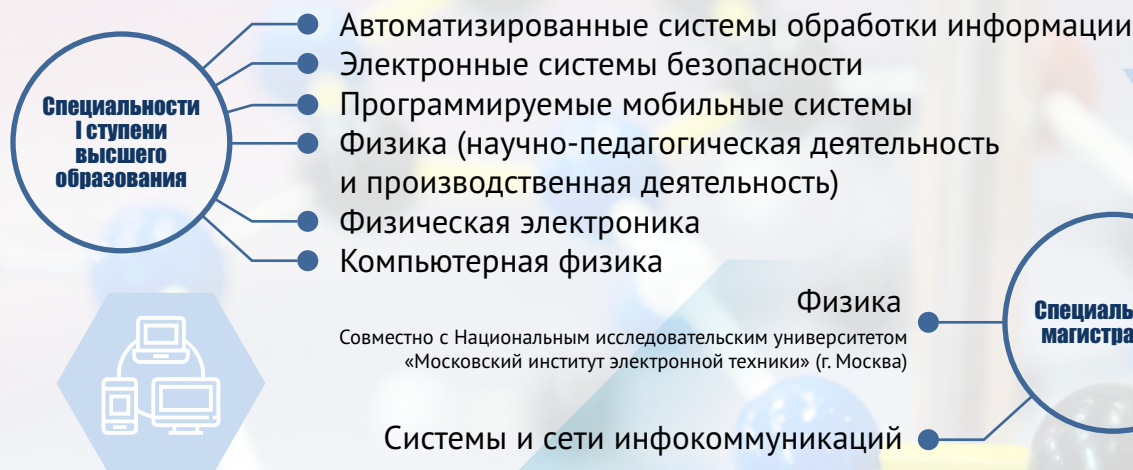 Специальности
I ступени
высшего
образования
Автоматизированные системы обработки информации
Электронные системы безопасности
Программируемые мобильные системы
Физика (научно-педагогическая деятельность
и производственная деятельность)
Физическая электроника
Компьютерная физика
Физика
Совместно с Национальным исследовательским университетом
«Московский институт электронной техники» (г. Москва)
Системы и сети инфокоммуникаций